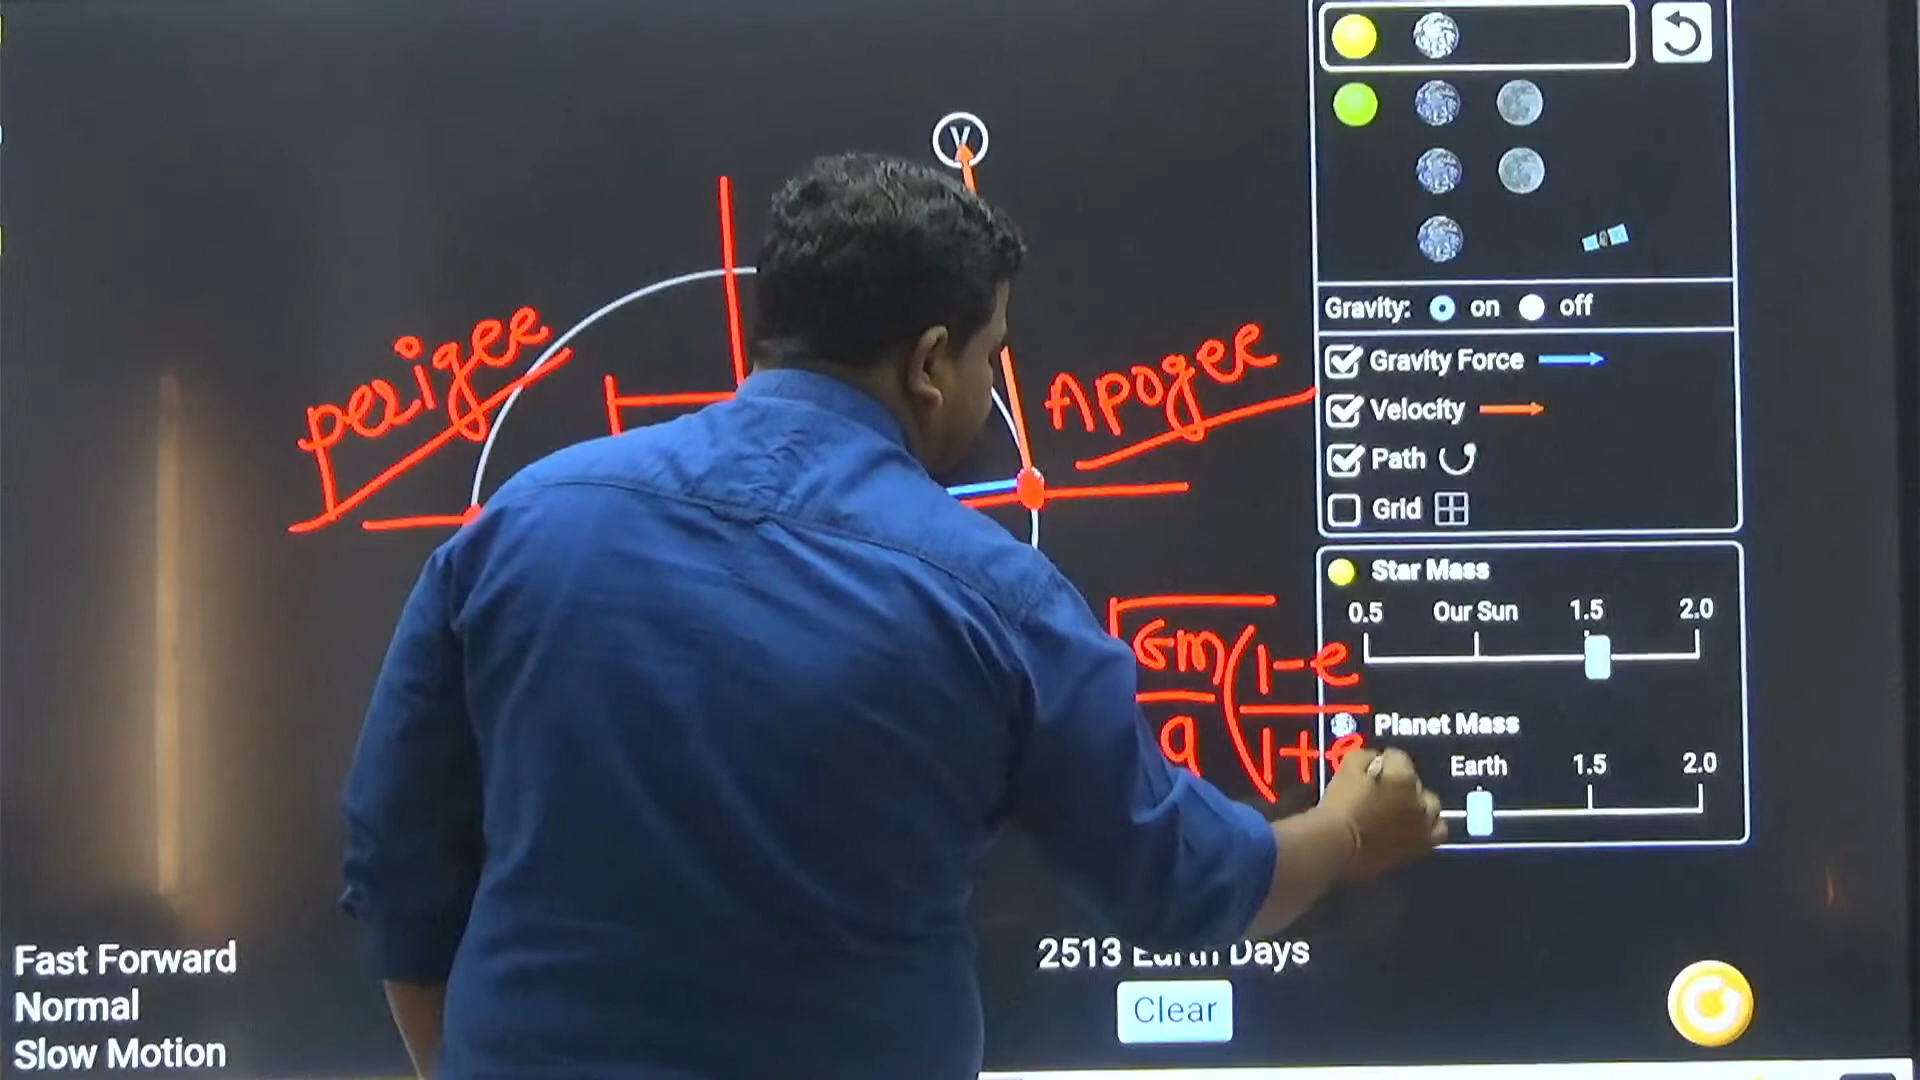 V
perigee
Apogee
Gravity: on off
Gravity Force
Velocity
Path
Grid
Star Mass
0.5 Our Sun 1.5 2.0
Gm
a
(1-e
1+e
Planet Mass
Earth 1.5 2.0
2513 Earth Days
Clear
Fast Forward
Normal
Slow Motion